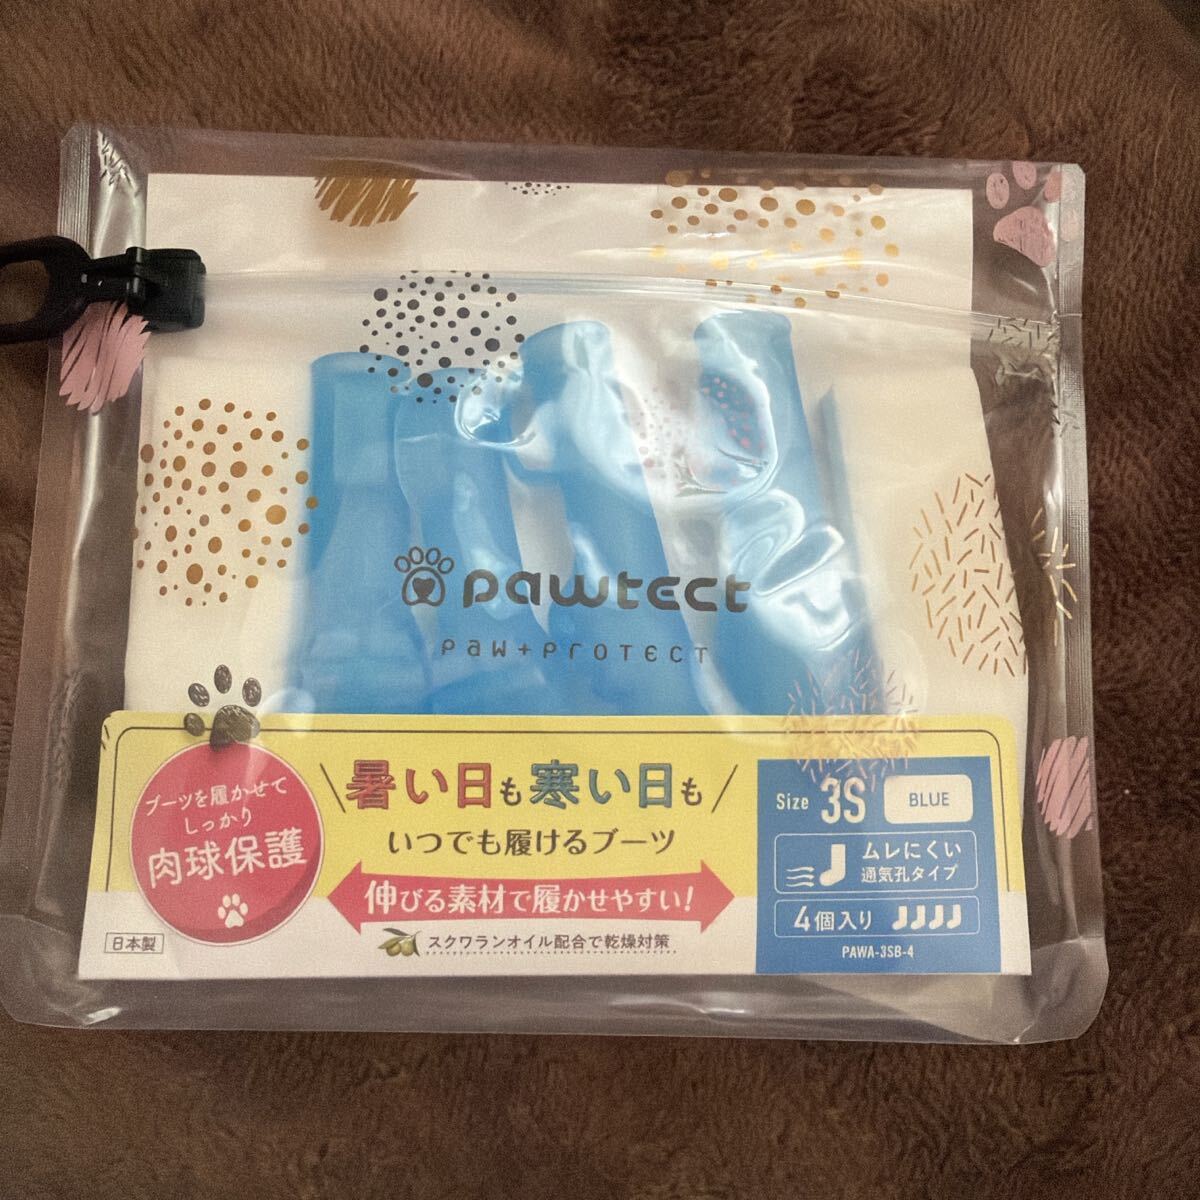 pawtect
paw+protect
ブーツを履かせて
しっかり
肉球保護
日本製
暑い日も寒い日も
いつでも履けるブーツ
伸びる素材で履かせやすい!
スクワランオイル配合で乾燥対策
Size 3S BLUE
ムレにくい
通気孔タイプ
4個入り
PAWA-3SB-4